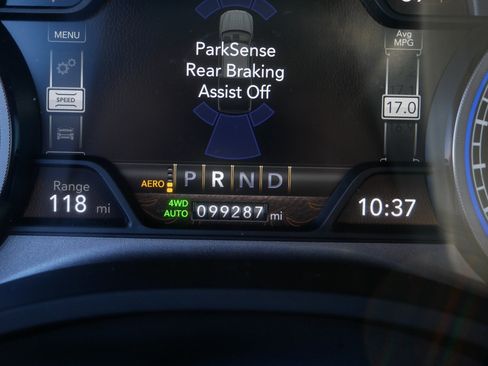 MENU
ParkSense
Rear Braking
Assist Off
Avg
MPG
SPEED
17.0
AERO
P R N D
Range
118 mi
4WD
AUTO
099287 mi
10:37